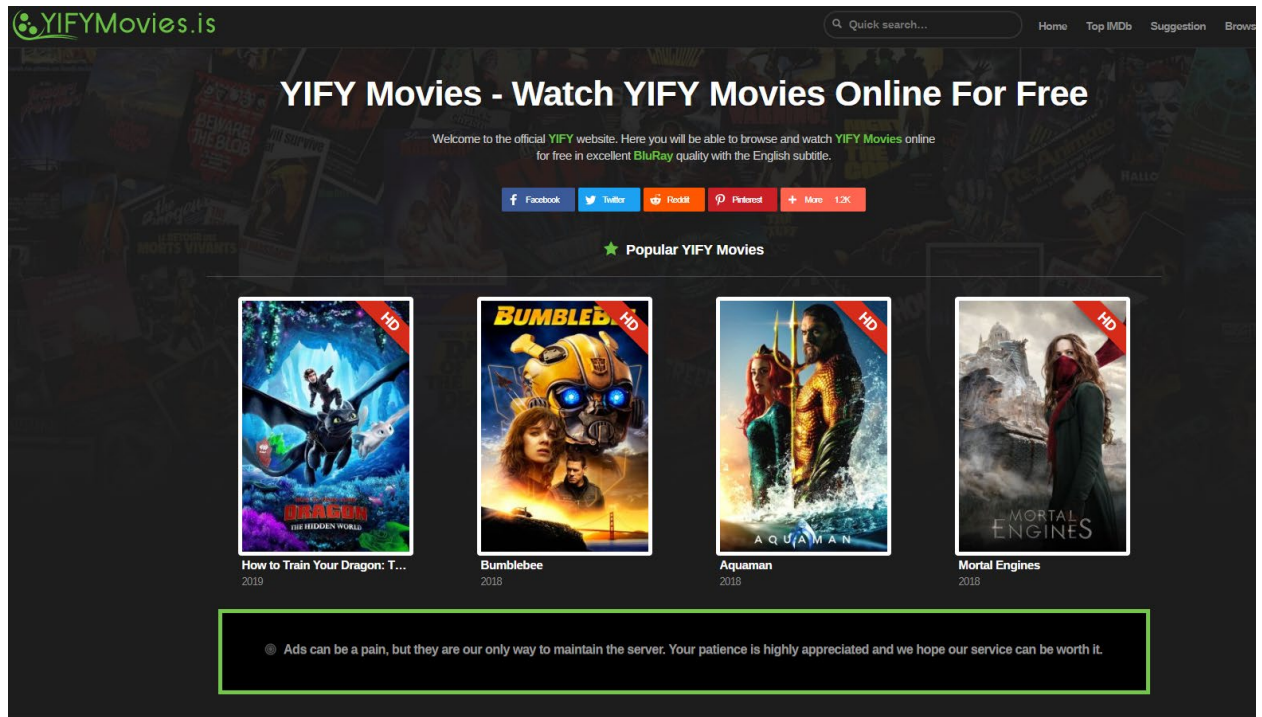 YIFYMovies.is
Quick search...
Home
Top IMDb
Suggestion
YIFY Movies - Watch YIFY Movies Online For Free
Welcome to the official YIFY website. Here you will be able to browse and watch YIFY Movies online
for free in excellent BluRay quality with the English subtitle.
Facebook
Twitter
Reddit
Pinterest
More 1.2K
Popular YIFY Movies
HD
DRAGON
THE HIDDEN WORLD
HD
HD
AQUAMAN
HD
MORTAL
ENGINES
How to Train Your Dragon: T...
2019
Bumblebee
2018
Aquaman
2018
Mortal Engines
2018
Ads can be a pain, but they are our only way to maintain the server. Your patience is highly appreciated and we hope our service can be worth it.